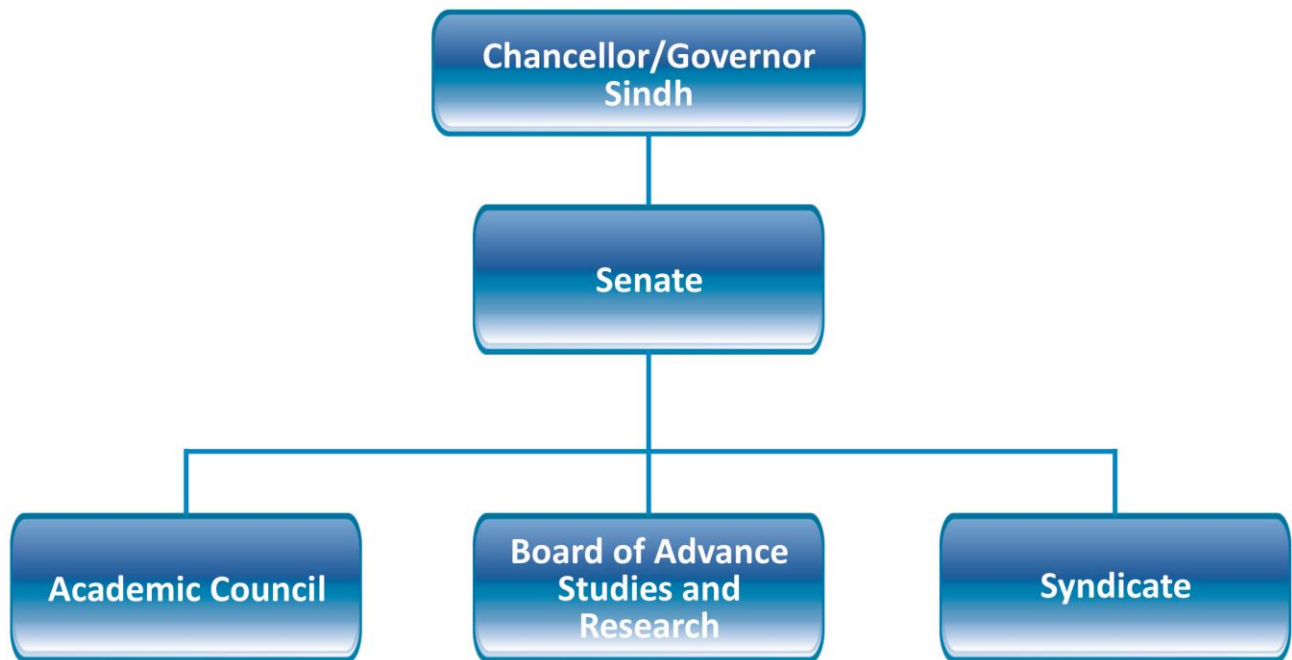 Chancellor/Governor
Sindh
Senate
Academic Council
Board of Advance
Studies and
Research
Syndicate